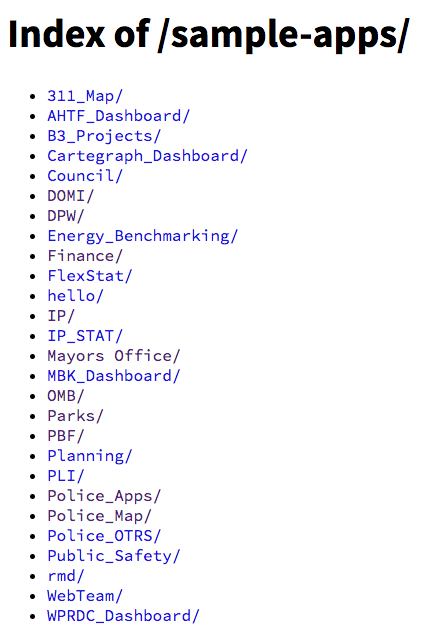 Index of /sample-apps/
311_Map/
AHTF_Dashboard/
B3_Projects/
Cartegraph_Dashboard/
Council/
DOMI/
DPW/
Energy_Benchmarking/
Finance/
FlexStat/
hello/
IP/
IP_STAT/
Mayors Office/
MBK_Dashboard/
OMB/
Parks/
PBF/
Planning/
PLI/
Police_Apps/
Police_Map/
Police_OTRS/
Public_Safety/
rmd/
WebTeam/
WPRDC_Dashboard/